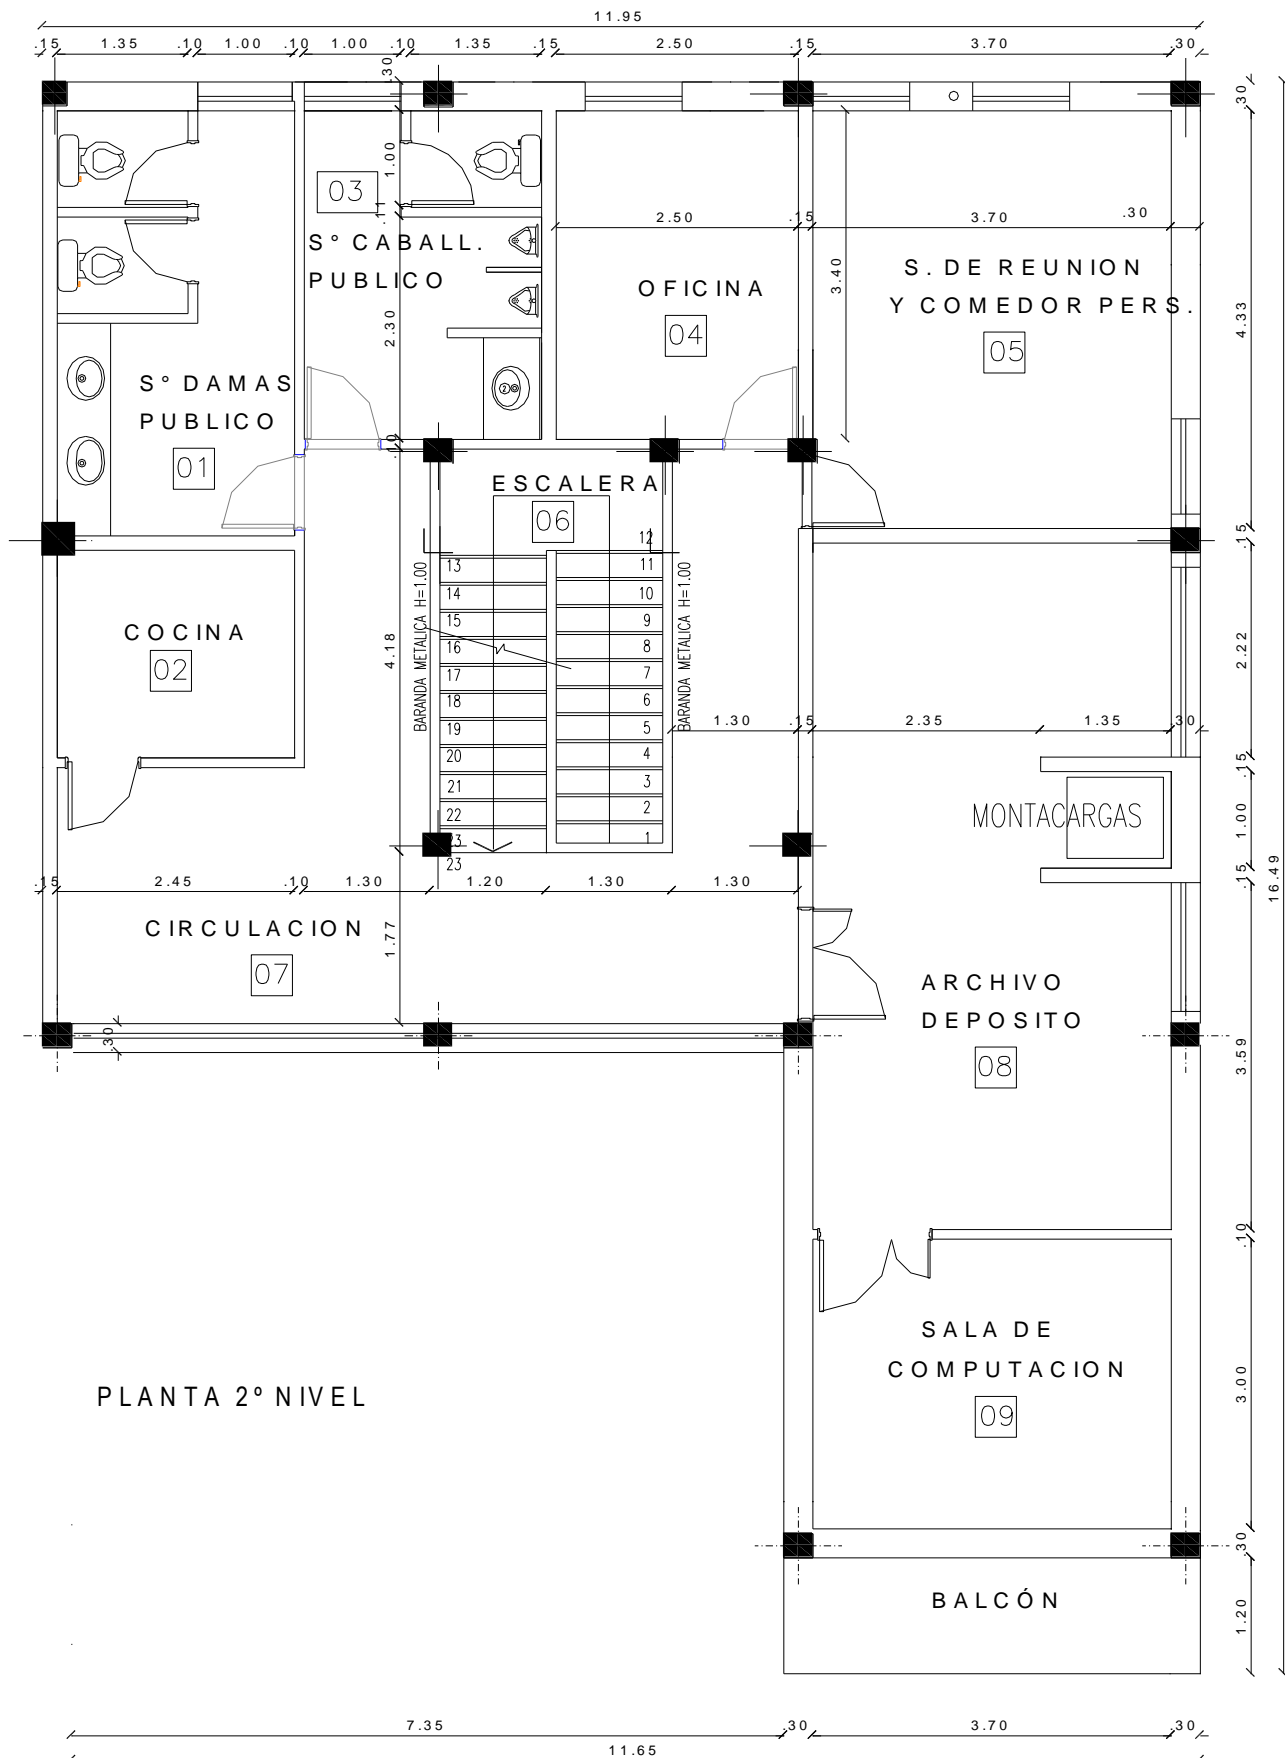 11.95
.15 1.35 .10 1.00 .10 1.00 .10 1.35 .15 2.50 .15 3.70 .30
.30
.30
1.00
03
.11
2.50 .15 3.70 .30
S° CABALL.
PUBLICO
3.40
S. DE REUNION
Y COMEDOR PERS.
OFICINA
04
05
2.30
4.33
S° DAMAS
PUBLICO
01
2
.10
ESCALERA
06
.15
12
13
14
15
16
17
18
19
20
21
22
23
23
11
10
9
8
7
6
5
4
3
2
1
BARANDA METALICA H=1.00
BARANDA METALICA H=1.00
COCINA
02
4.18
2.22
1.30 .15 2.35 1.35 .30
.15
MONTACARGAS
1.00
.15
16.49
.15 2.45 .10 1.30 1.20 1.30 1.30
CIRCULACION
07
1.77
ARCHIVO
DEPOSITO
08
.30
3.59
.10
SALA DE
COMPUTACION
09
3.00
PLANTA 2° NIVEL
.30
BALCÓN
1.20
7.35 .30 3.70 .30
11.65